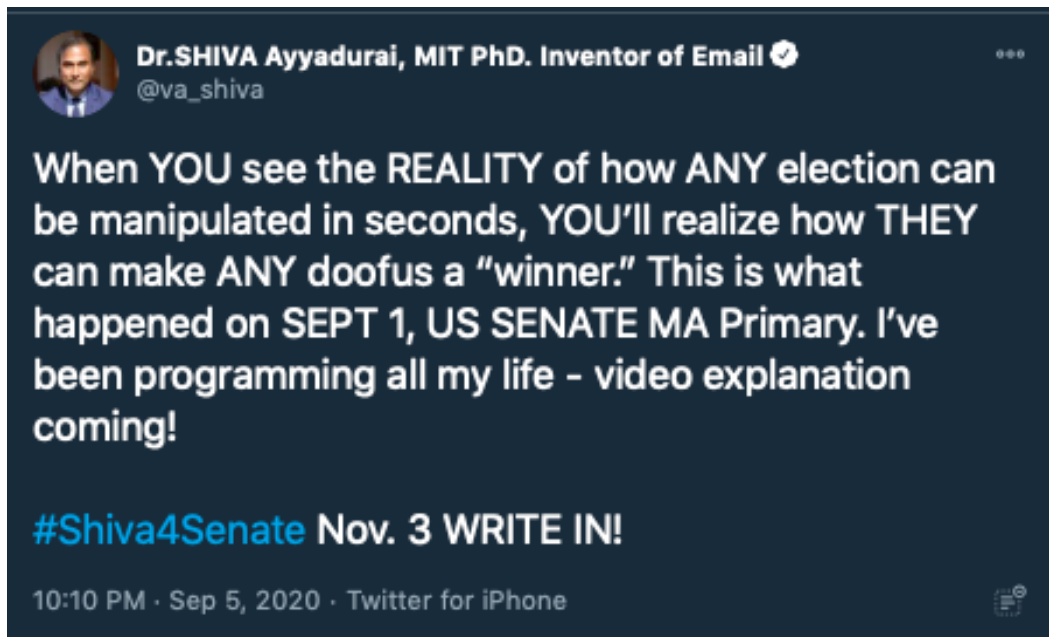 Dr.SHIVA Ayyadurai, MIT PhD. Inventor of Email
@va_shiva
When YOU see the REALITY of how ANY election can
be manipulated in seconds, YOU’ll realize how THEY
can make ANY doofus a “winner.” This is what
happened on SEPT 1, US SENATE MA Primary. I’ve
been programming all my life - video explanation
coming!
#Shiva4Senate Nov. 3 WRITE IN!
10:10 PM · Sep 5, 2020 · Twitter for iPhone